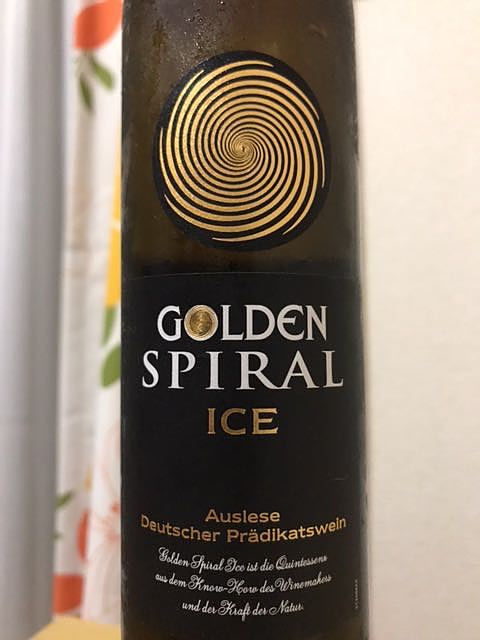 GOLDEN
SPIRAL
ICE
Auslese
Deutscher Prädikatswein
Golden Spiral Ice ist die Quintessenz
aus dem Know-How des Winemakers
und der Kraft der Natur.